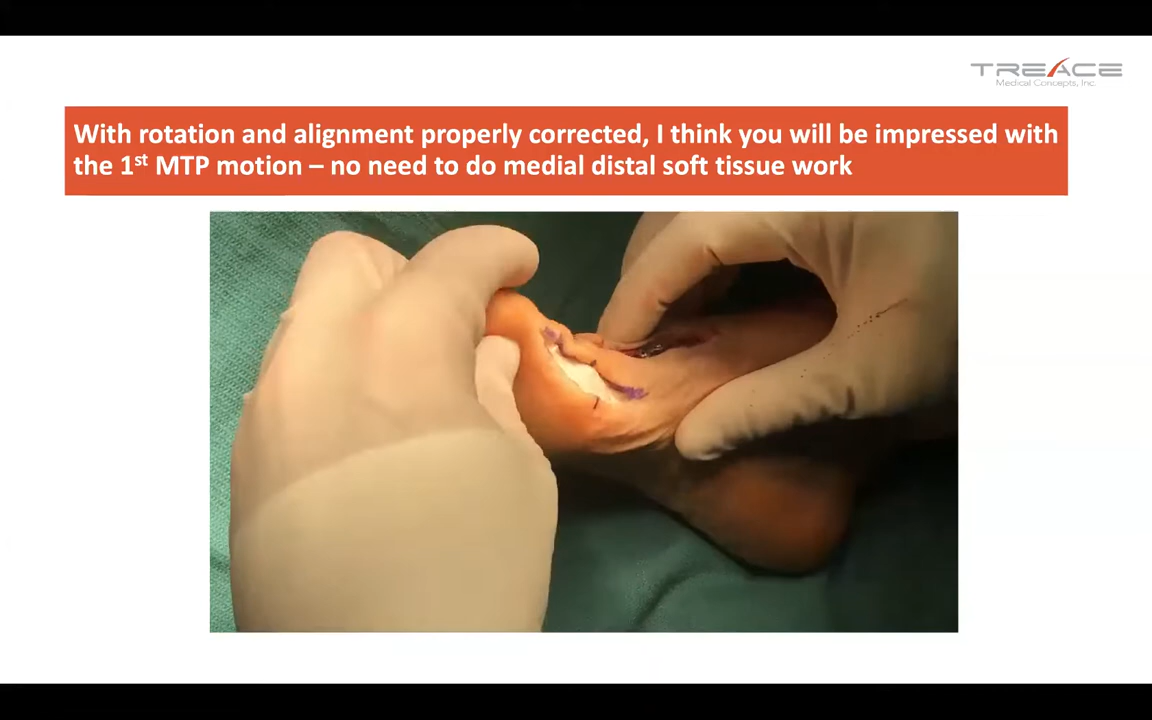 TREACE
Medical Concepts, Inc.
With rotation and alignment properly corrected, I think you will be impressed with
the 1st MTP motion – no need to do medial distal soft tissue work